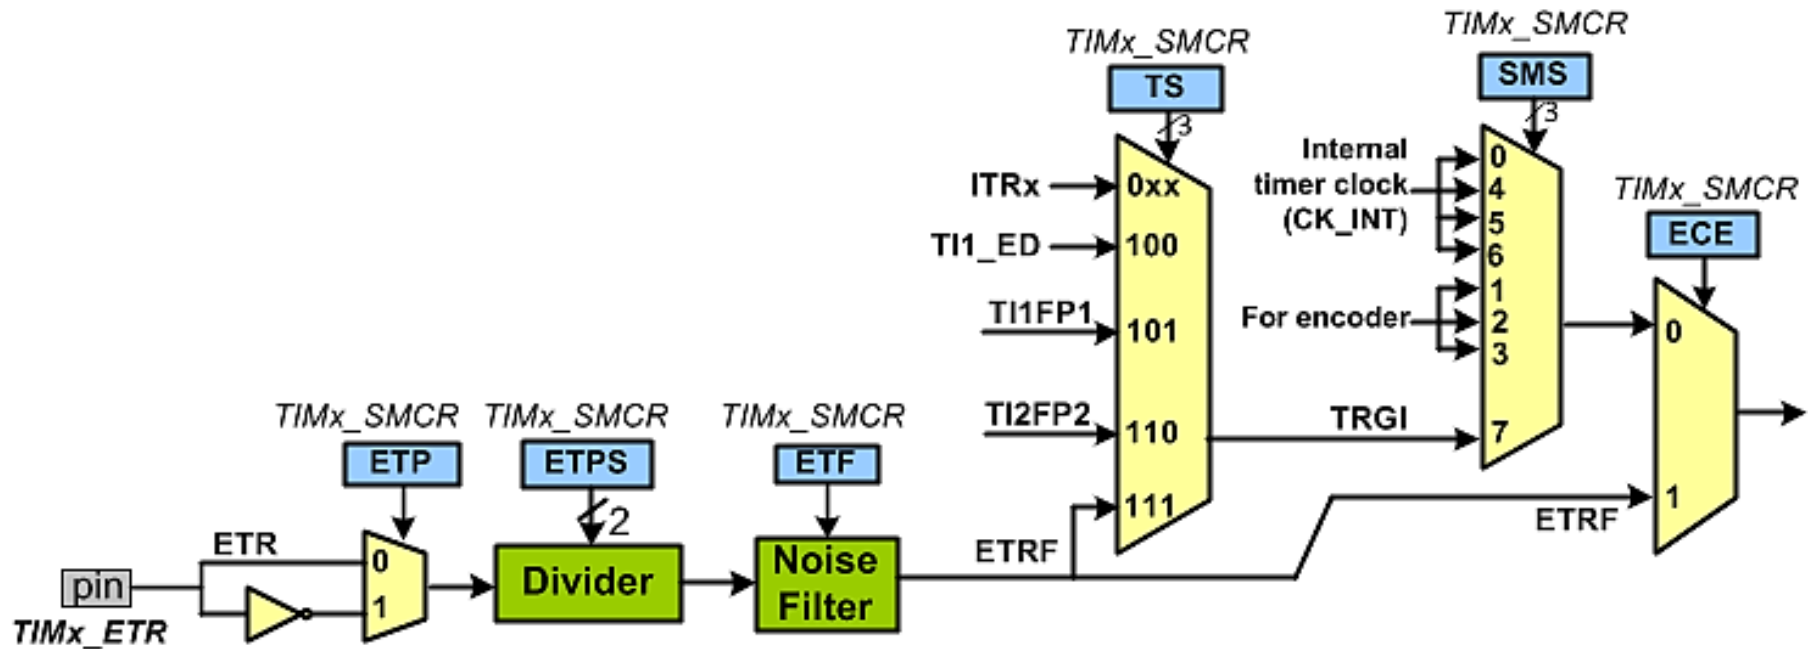 TIMx_SMCR
TS
3
ITRx
0xx
TI1_ED
100
TI1FP1
101
TI2FP2
110
111
TIMx_SMCR
SMS
3
Internal
timer clock
(CK_INT)
0
4
5
6
For encoder
1
2
3
TRGI
7
TIMx_SMCR
ECE
0
1
ETRF
TIMx_SMCR
ETP
ETR
0
1
pin
TIMx_ETR
TIMx_SMCR
ETPS
2
Divider
TIMx_SMCR
ETF
Noise
Filter
ETRF